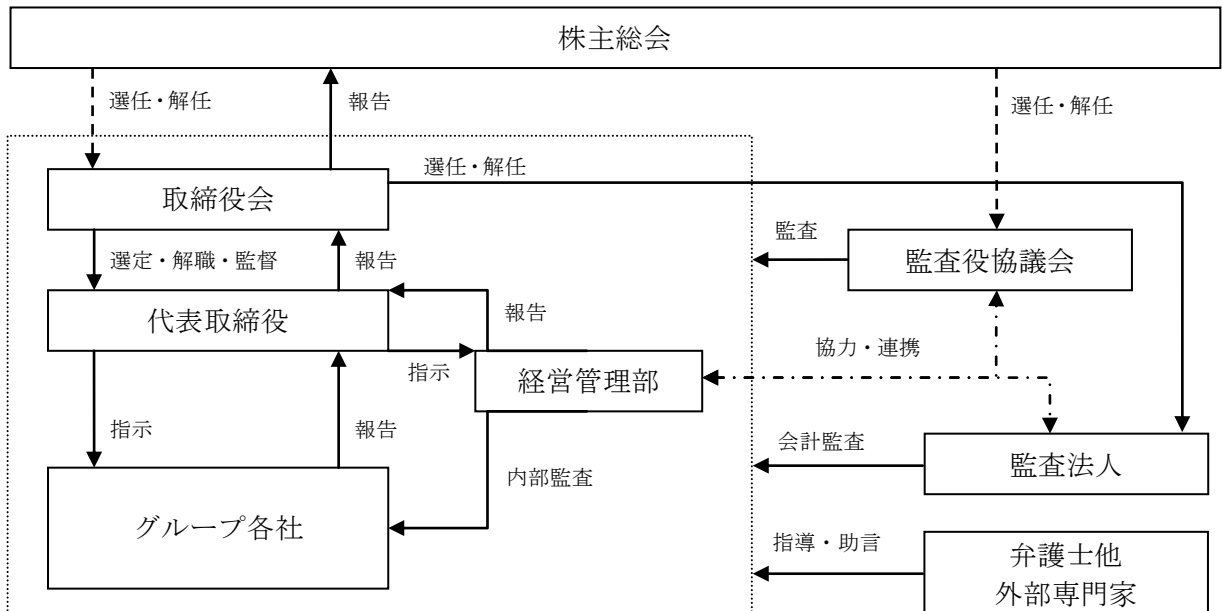 株主総会
選任・解任
報告
選任・解任
選任・解任
取締役会
監査
監査役協議会
選定・解職・監督
報告
代表取締役
報告
協力・連携
指示
経営管理部
指示
報告
会計監査
監査法人
内部監査
グループ各社
指導・助言
弁護士他
外部専門家